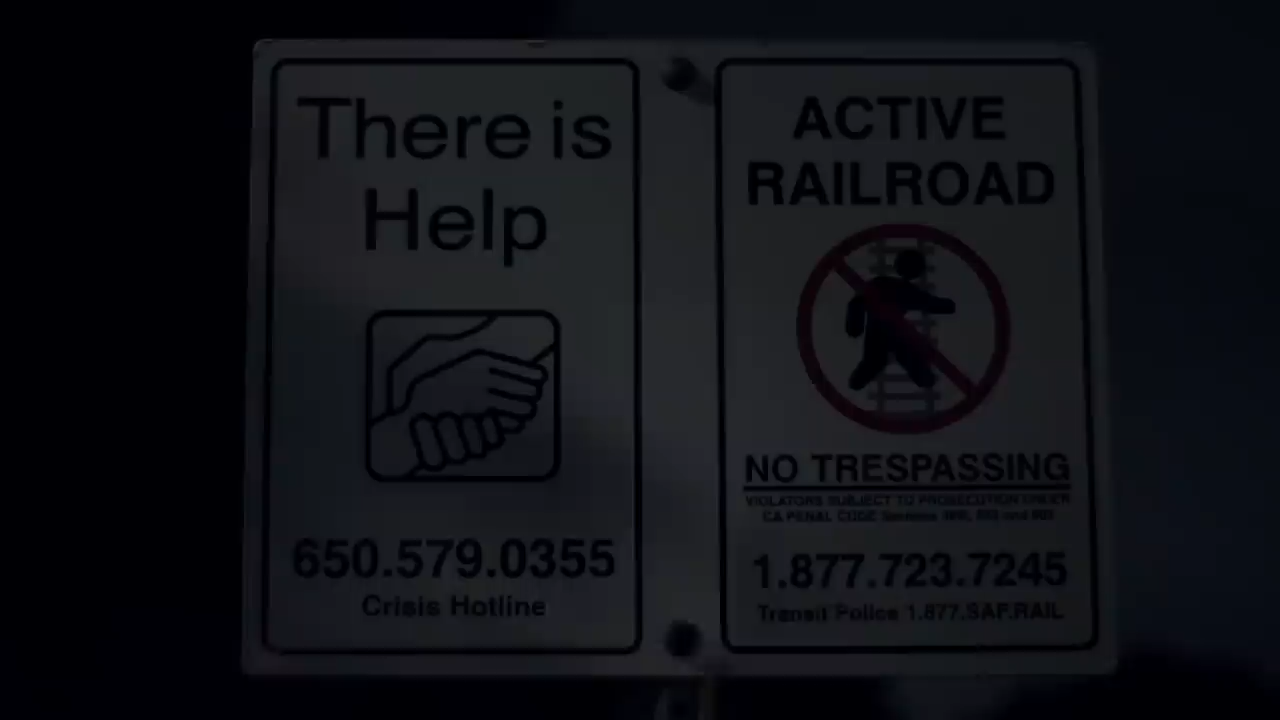 There is
Help
650.579.0355
Crisis Hotline
ACTIVE
RAILROAD
NO TRESPASSING
VIOLATORS SUBJECT TO PROSECUTION UNDER
CA PENAL CODE Sections
1.877.723.7245
Transit Police 1.877.SAF.RAIL